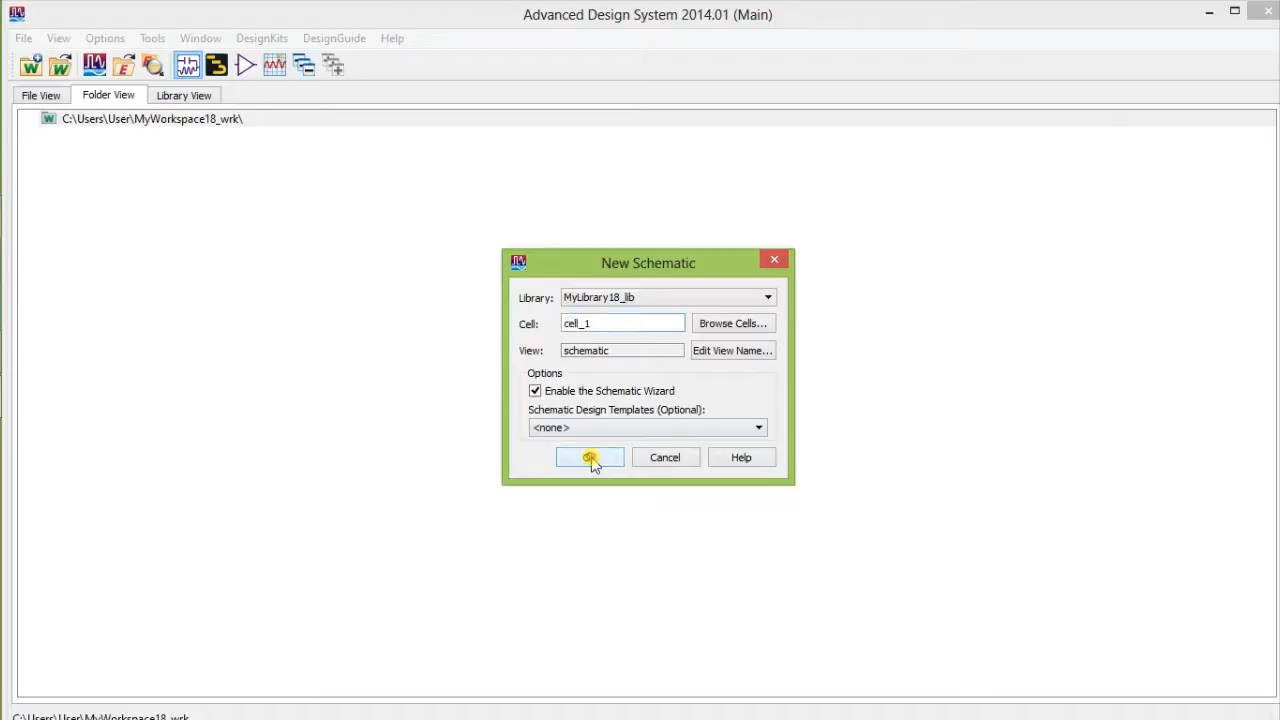 Advanced Design System 2014.01 (Main)
File View Options Tools Window DesignKits DesignGuide Help
File View Folder View Library View
C:\Users\User\MyWorkspace18_wrk\
New Schematic
Library: MyLibrary18_lib
Cell: cell_1 Browse Cells...
View: schematic Edit View Name...
Options
Enable the Schematic Wizard
Schematic Design Templates (Optional):
<none>
Cancel Help
C:\Users\User\MyWorkspace18_wrk